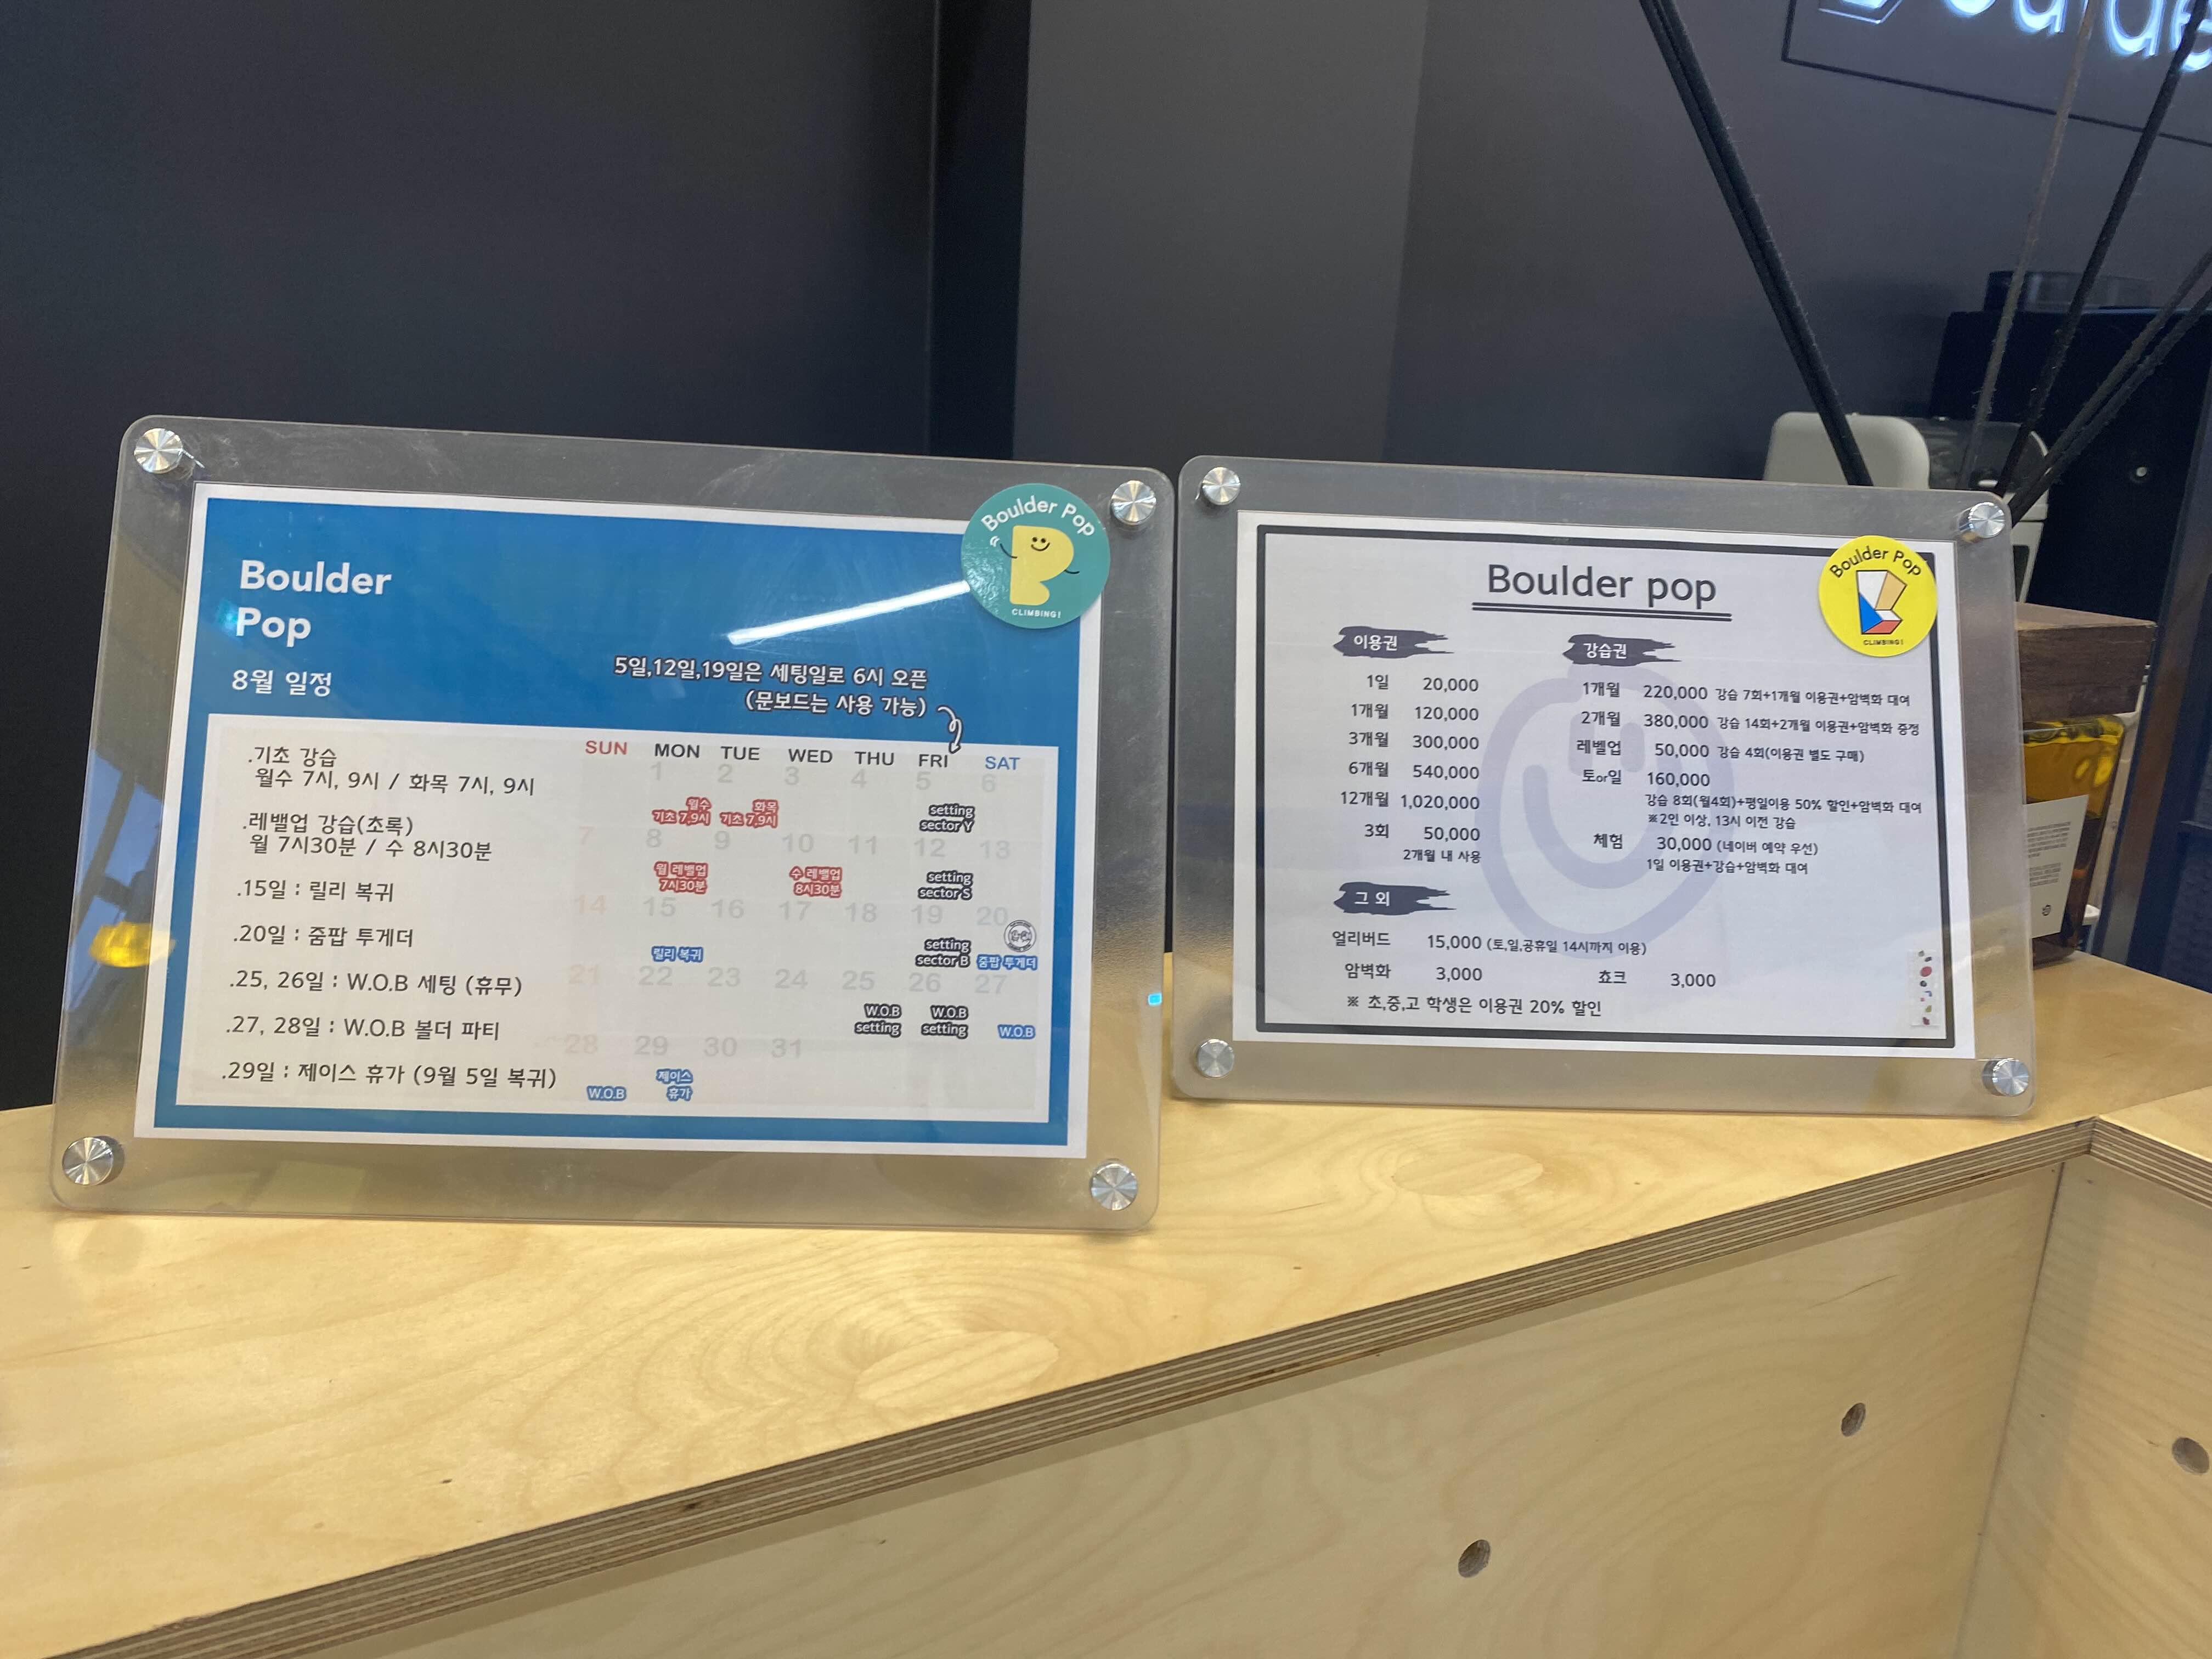 Boulder
Pop
8월 일정
5일,12일,19일은 세팅일로 6시 오픈
(문보드는 사용 가능)
Boulder Pop
CLIMBING!
.기초 강습
월수 7시, 9시 / 화목 7시, 9시
.레벨업 강습(초록)
월 7시30분 / 수 8시30분
.15일 : 릴리 복귀
.20일 : 줌팝 투게더
.25, 26일 : W.O.B 세팅 (휴무)
.27, 28일 : W.O.B 볼더 파티
.29일 : 제이스 휴가 (9월 5일 복귀)
SUN MON TUE WED THU FRI SAT
1 2 3 4 5 6
월수 화목 setting
기초 7,9시 기초 7,9시 sector Y
7 8 9 10 11 12 13
월 레벨업 수 레벨업 setting
7시30분 8시30분 sector S
14 15 16 17 18 19 20
릴리 복귀 setting
sector B 줌팝 투게더
21 22 23 24 25 26 27
W.O.B W.O.B
setting setting W.O.B
28 29 30 31
W.O.B 제이스
휴가
Boulder pop
Boulder Pop
CLIMBING!
이용권
1일 20,000
1개월 120,000
3개월 300,000
6개월 540,000
12개월 1,020,000
3회 50,000
2개월 내 사용
강습권
1개월 220,000 강습 7회+1개월 이용권+암벽화 대여
2개월 380,000 강습 14회+2개월 이용권+암벽화 증정
레벨업 50,000 강습 4회(이용권 별도 구매)
토or일 160,000
강습 8회(월4회)+평일이용 50% 할인+암벽화 대여
※2인 이상, 13시 이전 강습
체험 30,000 (네이버 예약 우선)
1일 이용권+강습+암벽화 대여
그 외
얼리버드 15,000 (토,일,공휴일 14시까지 이용)
암벽화 3,000 쵸크 3,000
※ 초,중,고 학생은 이용권 20% 할인